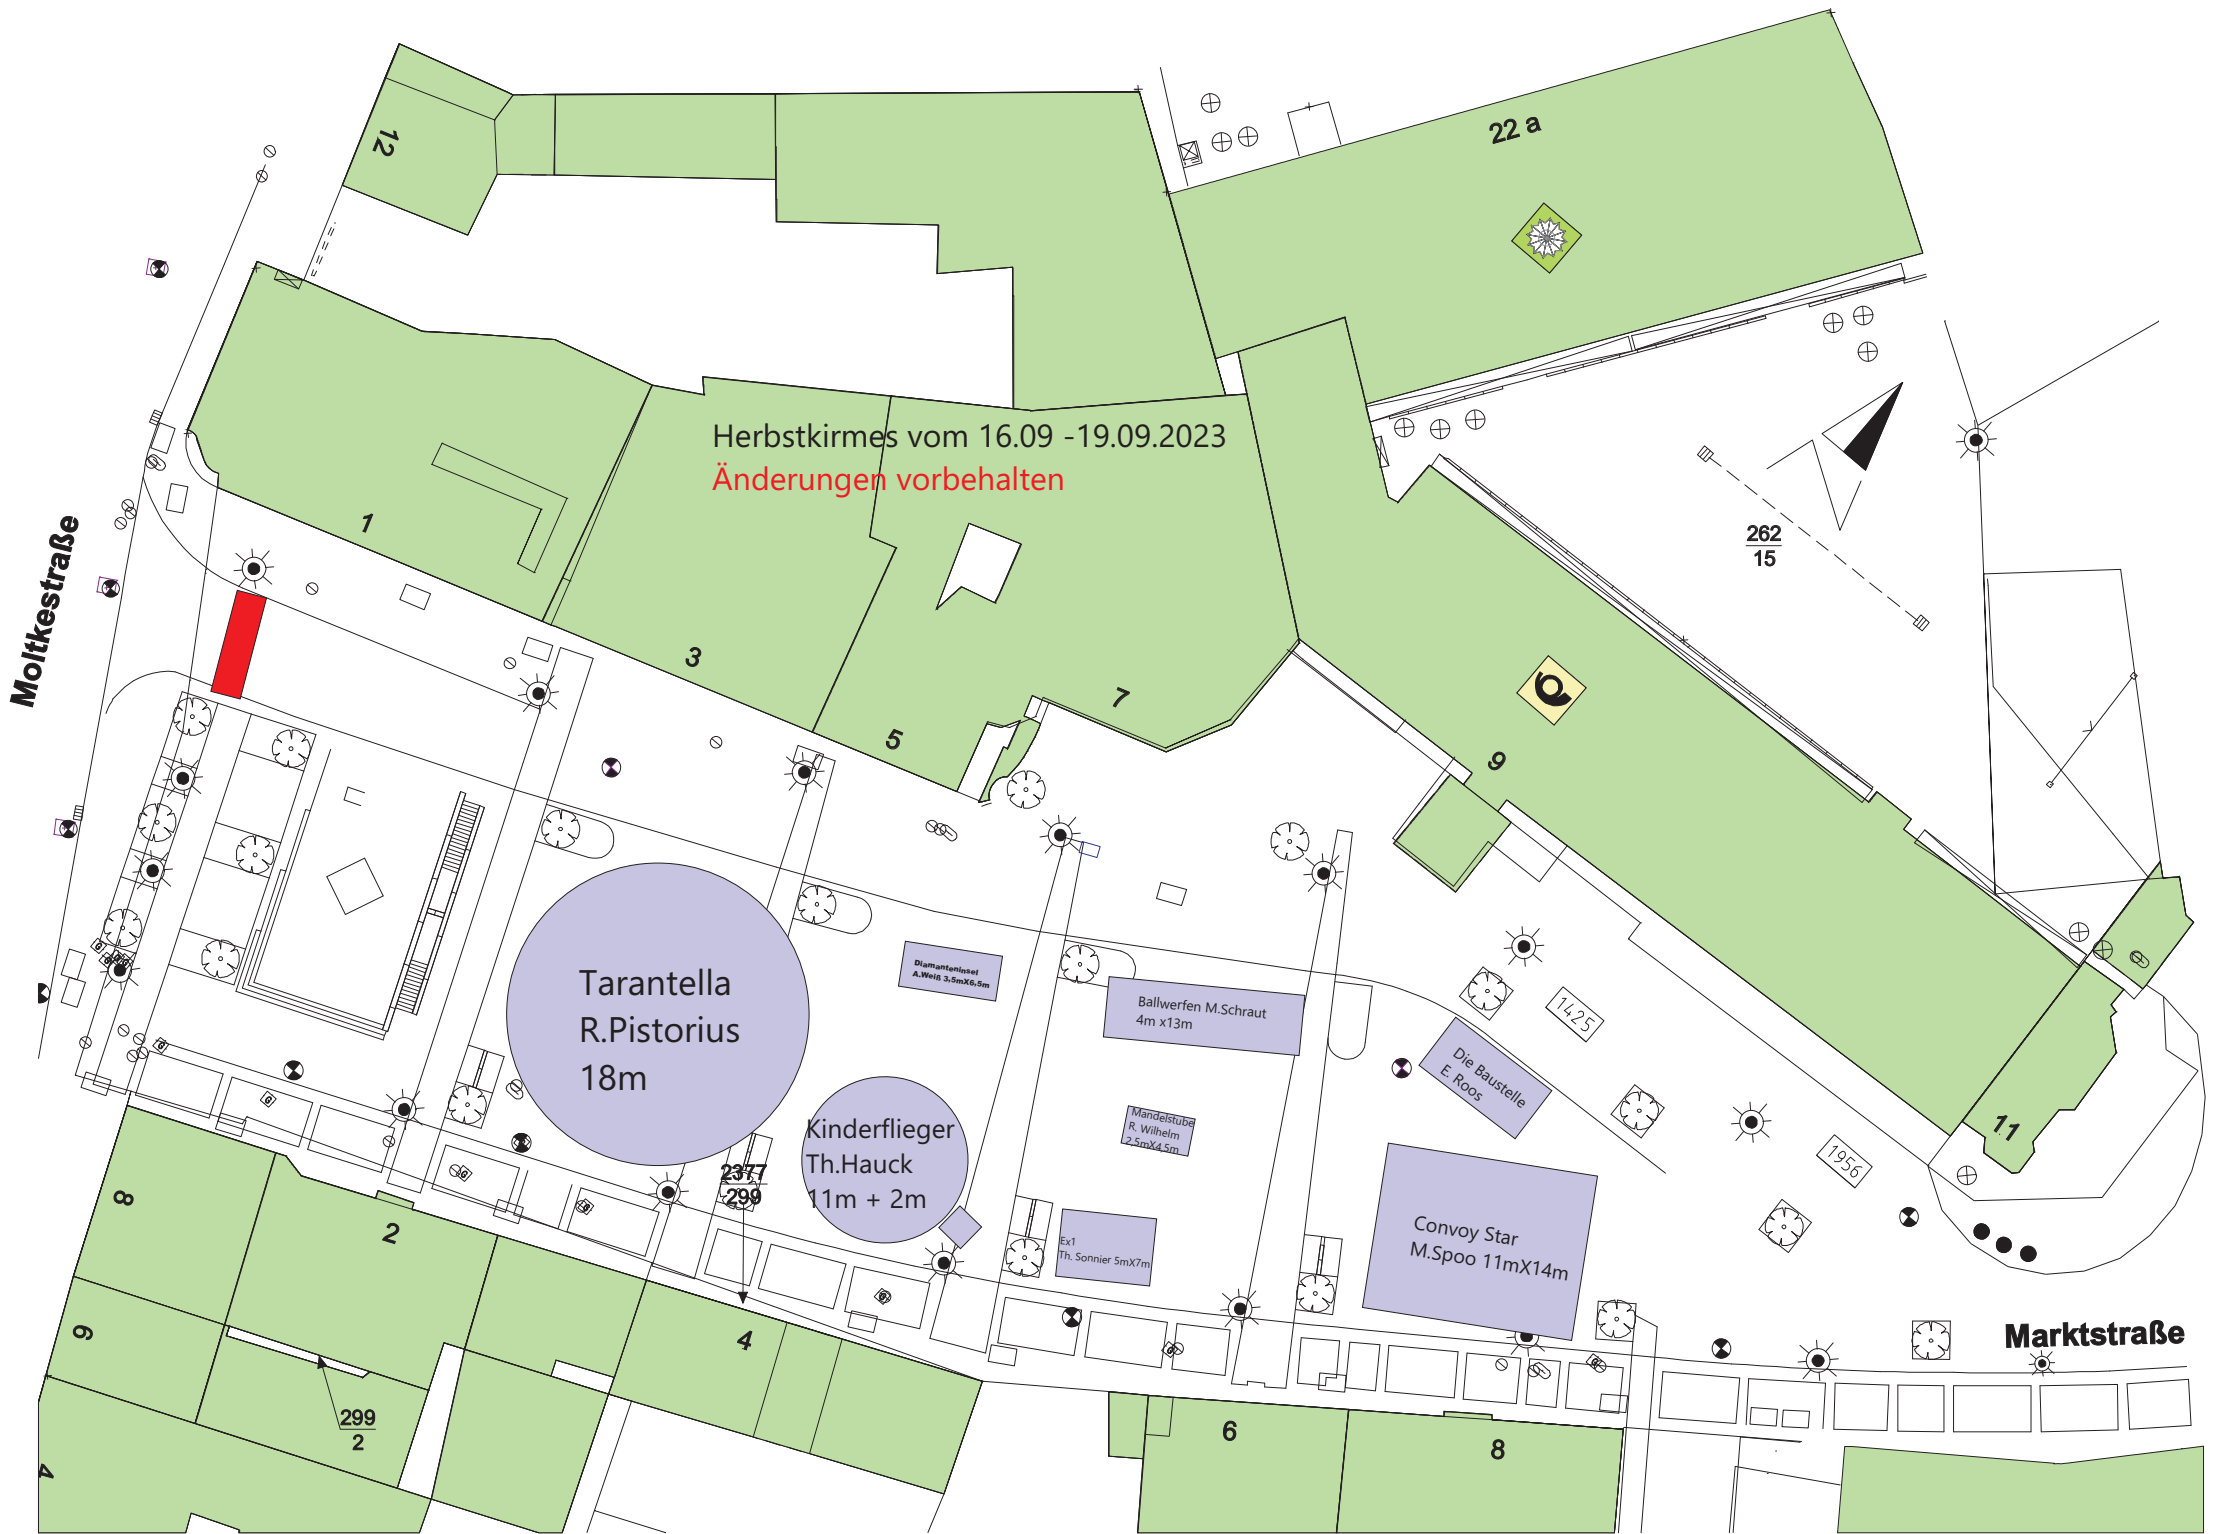 12
22 a
Herbstkirmes vom 16.09 -19.09.2023
Änderungen vorbehalten
Moltkestraße
1
3
5
7
9
11
262
15
1425
1956
Tarantella
R.Pistorius
18m
Diamanteninsel
A.Weiß 3,5mX6,5m
Ballwerfen M.Schraut
4m x13m
Die Baustelle
E. Roos
Kinderflieger
Th.Hauck
11m + 2m
Mandelstube
R. Wilhelm
2,5mX4,5m
2377
299
Ex1
Th. Sonnier 5mX7m
Convoy Star
M.Spoo 11mX14m
Marktstraße
8
2
6
4
299
2
4
6
8